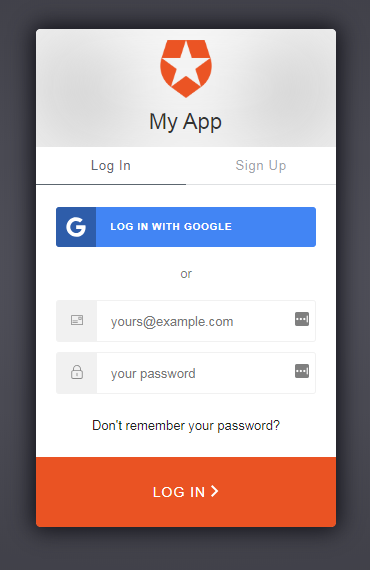 My App
Log In
Sign Up
LOG IN WITH GOOGLE
or
yours@example.com
your password
Don't remember your password?
LOG IN